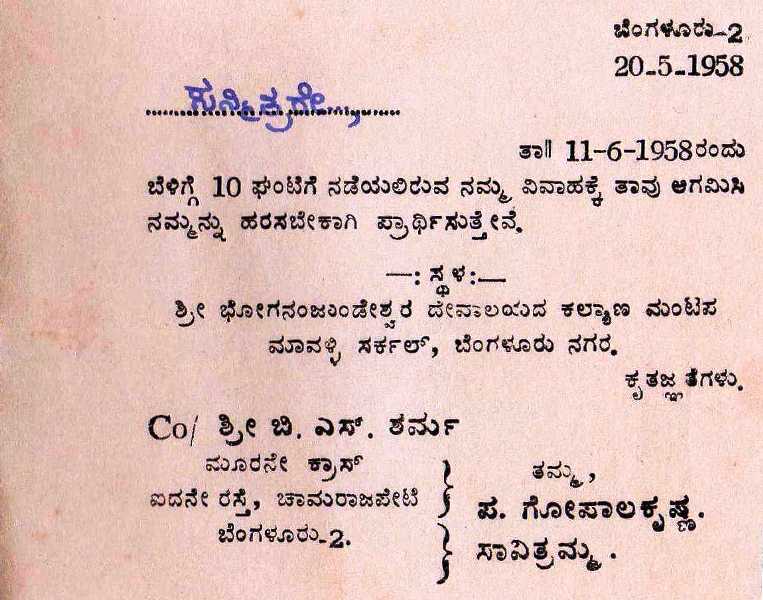 ಬೆಂಗಳೂರು-2
20-5-1958
ಸುಸ್ಮಿತ್ರರೇ,
ತಾ॥ 11-6-1958ರಂದು
ಬೆಳಿಗ್ಗೆ 10 ಘಂಟಿಗೆ ನಡೆಯಲಿರುವ ನಮ್ಮ ವಿವಾಹಕ್ಕೆ ತಾವು ಆಗಮಿಸಿ
ನಮ್ಮನ್ನು ಹರಸಬೇಕಾಗಿ ಪ್ರಾರ್ಥಿಸುತ್ತೇವೆ.
—: ಸ್ಥಳ :—
ಶ್ರೀ ಭೋಗನಂಜುಂಡೇಶ್ವರ ದೇವಾಲಯದ ಕಲ್ಯಾಣ ಮಂಟಪ
ಮಾವಳ್ಳಿ ಸರ್ಕಲ್, ಬೆಂಗಳೂರು ನಗರ.
ಕೃತಜ್ಞತೆಗಳು.
Co/ ಶ್ರೀ ಬಿ. ಎಸ್. ಶರ್ಮ
ಮೂರನೇ ಕ್ರಾಸ್
ಐದನೇ ರಸ್ತೆ, ಚಾಮರಾಜಪೇಟೆ
ಬೆಂಗಳೂರು-2.
ತಮ್ಮ,
ಪ. ಗೋಪಾಲಕೃಷ್ಣ.
ಸಾವಿತ್ರಮ್ಮ.